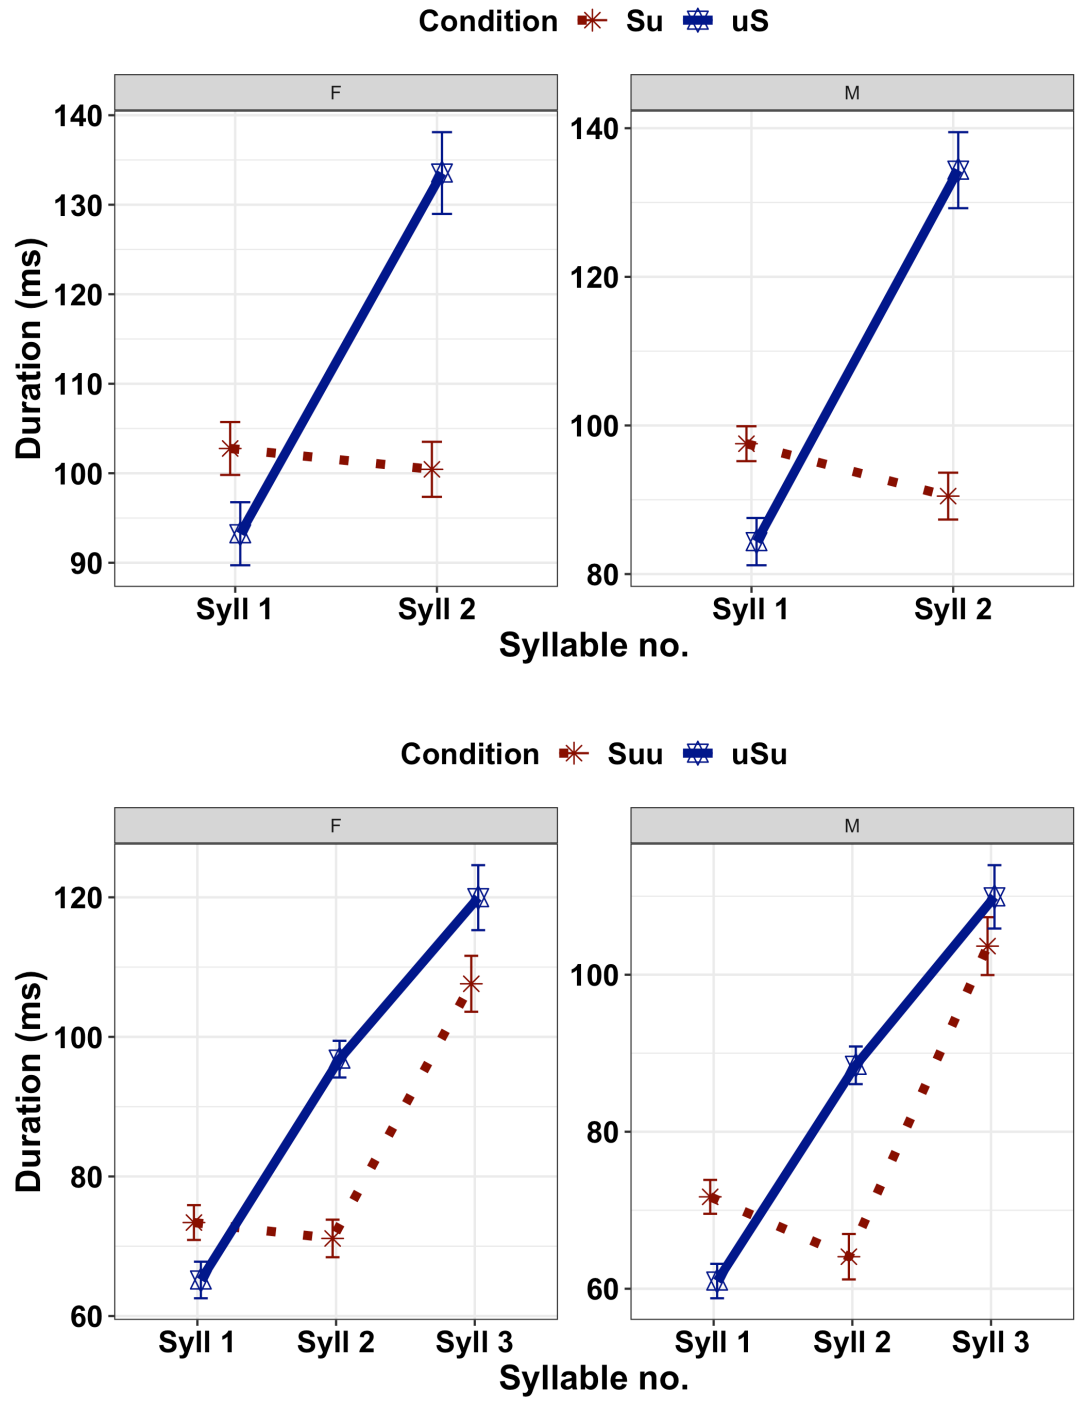 Condition Su uS
F M
140
130
120
110
100
90
140
120
100
80
Duration (ms)
Syll 1 Syll 2 Syll 1 Syll 2
Syllable no.
Condition Suu uSu
F M
120
100
80
60
100
80
60
Duration (ms)
Syll 1 Syll 2 Syll 3 Syll 1 Syll 2 Syll 3
Syllable no.